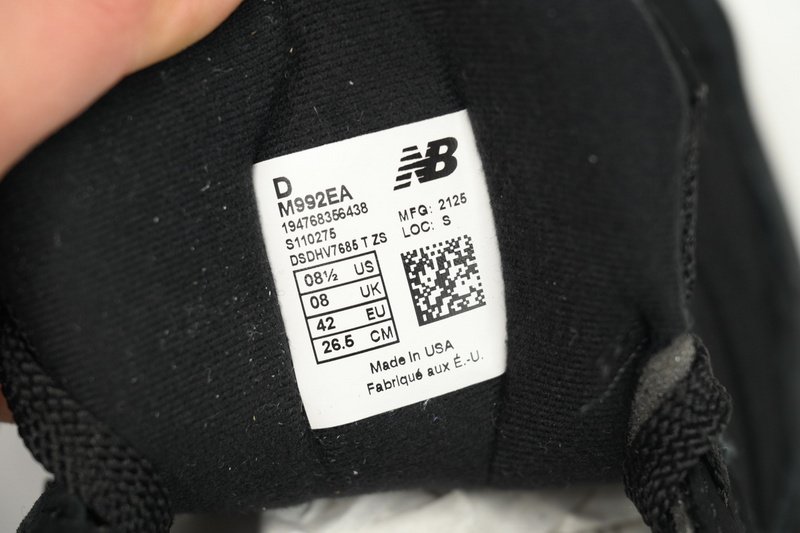 NB
D
M992EA
194768356438
S110275
DSDHV7685 T ZS
MFG: 2125
LOC: S
08½ US
08 UK
42 EU
26.5 CM
Made In USA
Fabriqué aux É.-U.